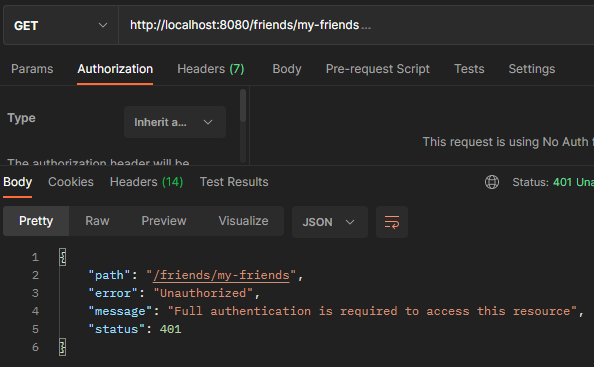 GET http://localhost:8080/friends/my-friends...
Params Authorization Headers (7) Body Pre-request Script Tests Settings
Type Inherit a...
This request is using No Auth
The authorization header will be
Body Cookies Headers (14) Test Results Status: 401 Una
Pretty Raw Preview Visualize JSON
1 {
2 "path": "/friends/my-friends",
3 "error": "Unauthorized",
4 "message": "Full authentication is required to access this resource",
5 "status": 401
6 }